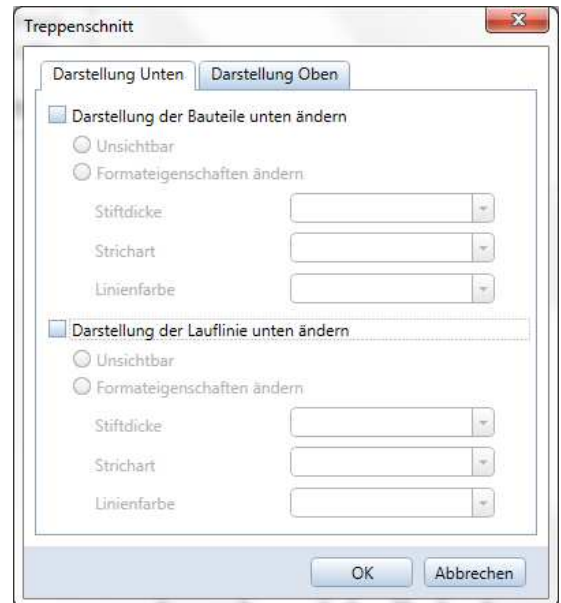 Treppenschnitt
Darstellung Unten Darstellung Oben
Darstellung der Bauteile unten ändern
Unsichtbar
Formateigenschaften ändern
Stiftdicke
Strichart
Linienfarbe
Darstellung der Lauflinie unten ändern
Unsichtbar
Formateigenschaften ändern
Stiftdicke
Strichart
Linienfarbe
OK Abbrechen